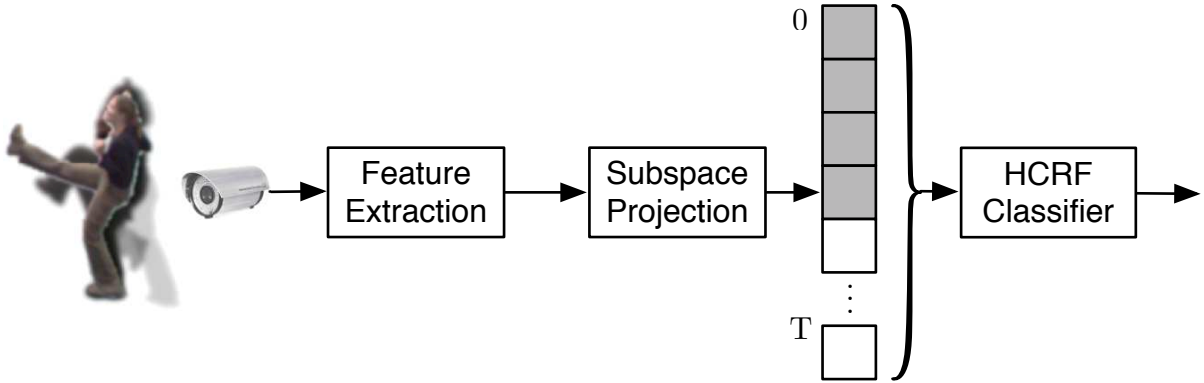 0
Feature
Extraction
Subspace
Projection
HCRF
Classifier
T